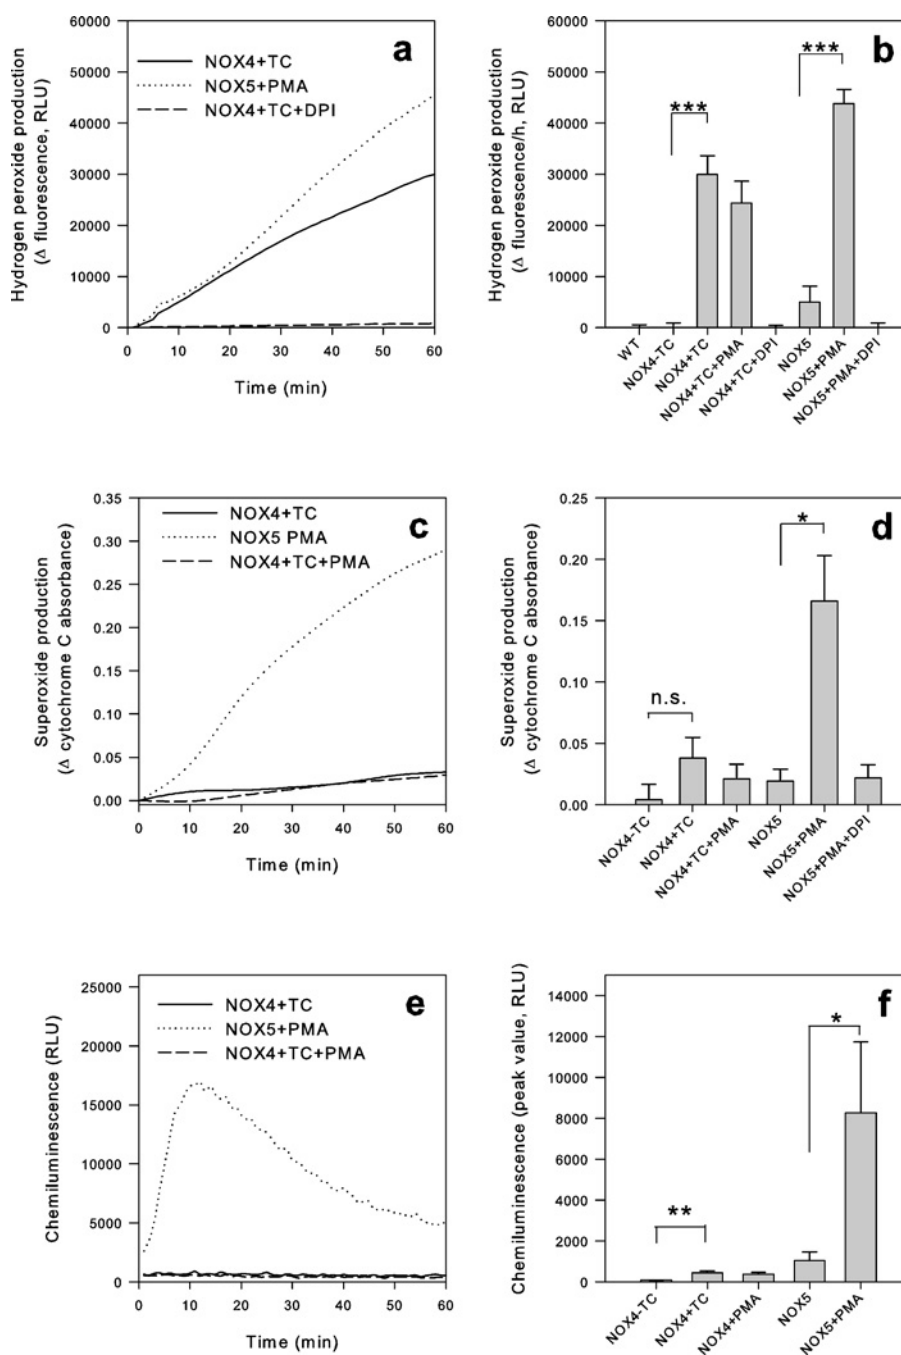 a
Hydrogen peroxide production
(Δ fluorescence, RLU)
60000
50000
40000
30000
20000
10000
0
NOX4+TC
NOX5+PMA
NOX4+TC+DPI
0 10 20 30 40 50 60
Time (min)
b
Hydrogen peroxide production
(Δ fluorescence/h, RLU)
60000
50000
40000
30000
20000
10000
0
***
***
WT
NOX4-TC
NOX4+TC
NOX4+TC+PMA
NOX4+TC+DPI
NOX5
NOX5+PMA
NOX5+PMA+DPI
c
Superoxide production
(Δ cytochrome C absorbance)
0.35
0.30
0.25
0.20
0.15
0.10
0.05
0.00
NOX4+TC
NOX5 PMA
NOX4+TC+PMA
0 10 20 30 40 50 60
Time (min)
d
Superoxide production
(Δ cytochrome C absorbance)
0.25
0.20
0.15
0.10
0.05
0.00
n.s.
*
NOX4-TC
NOX4+TC
NOX4+TC+PMA
NOX5
NOX5+PMA
NOX5+PMA+DPI
e
Chemiluminescence (RLU)
25000
20000
15000
10000
5000
0
NOX4+TC
NOX5+PMA
NOX4+TC+PMA
0 10 20 30 40 50 60
Time (min)
f
Chemiluminescence (peak value, RLU)
14000
12000
10000
8000
6000
4000
2000
0
**
*
NOX4-TC
NOX4+TC
NOX4+PMA
NOX5
NOX5+PMA